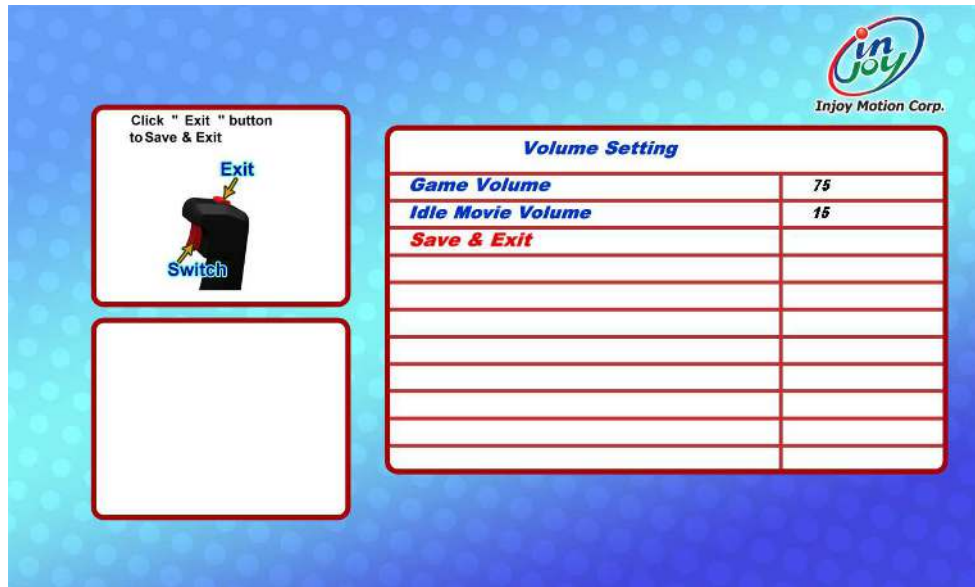 in
joy
Injoy Motion Corp.
Click " Exit " button
to Save & Exit
Exit
Switch
Volume Setting
Game Volume 75
Idle Movie Volume 15
Save & Exit